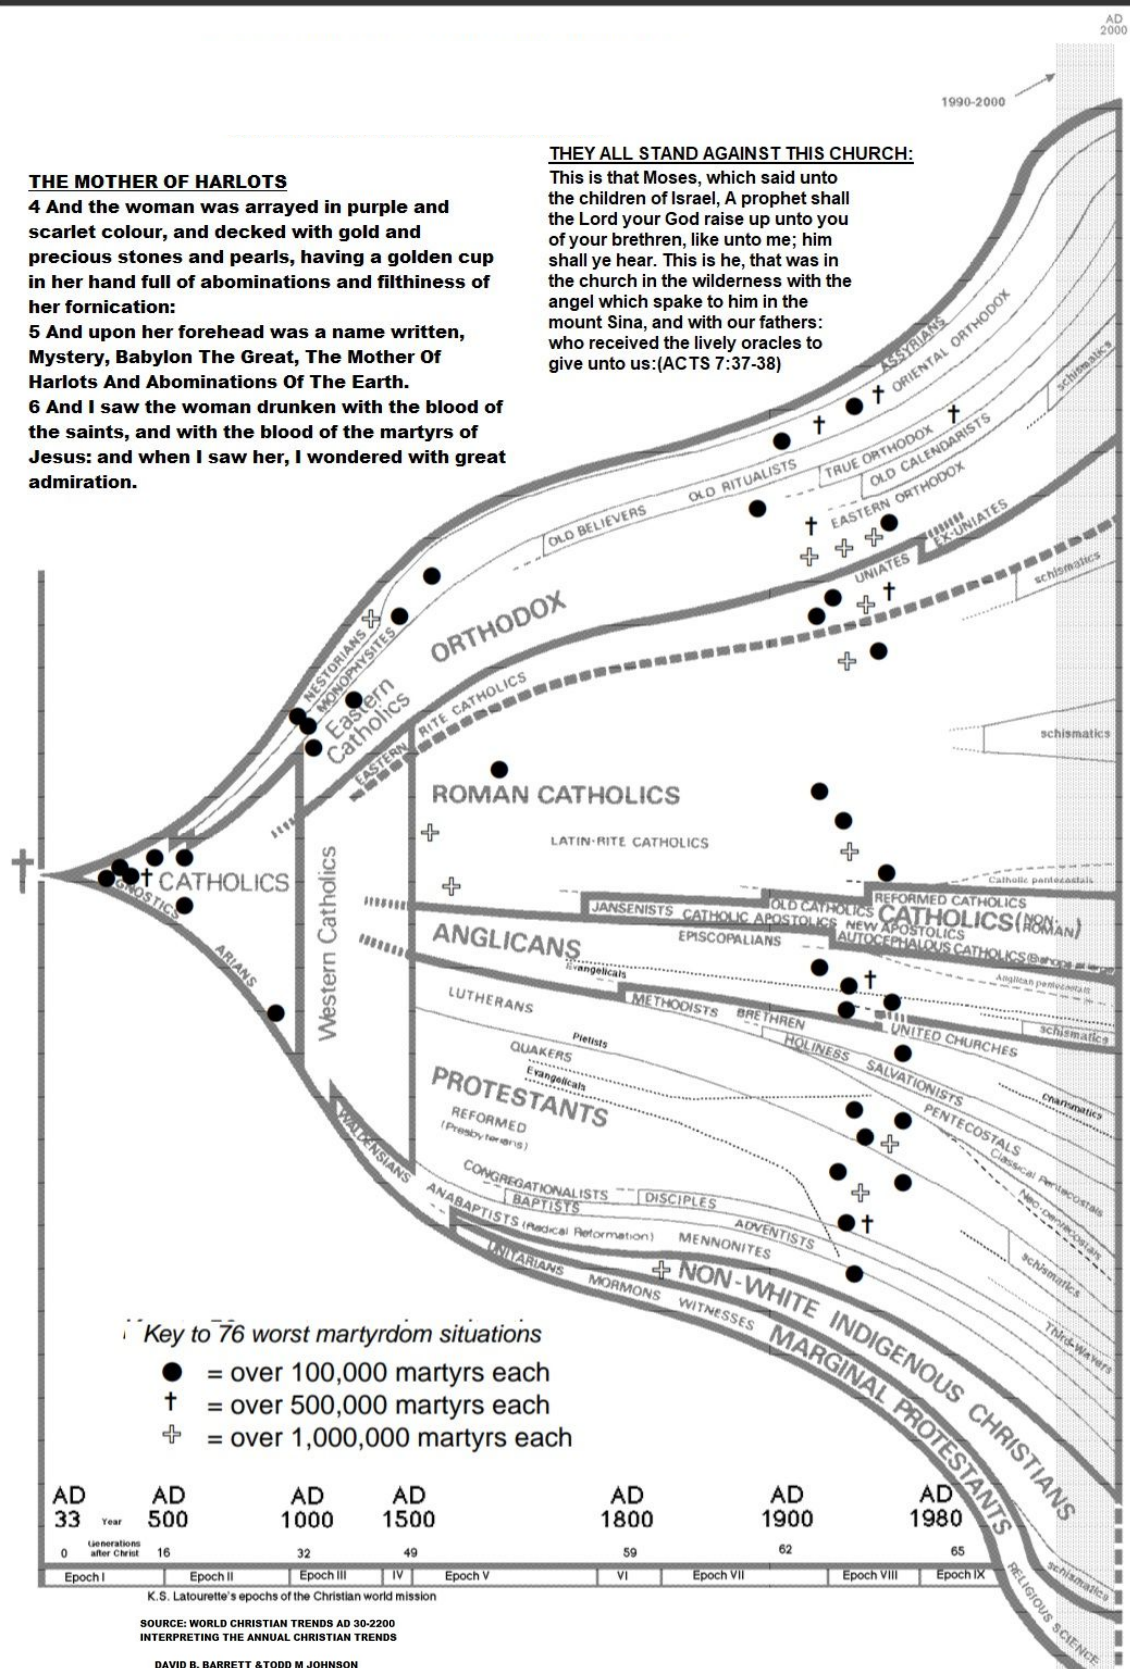 AD
2000
1990-2000
THE MOTHER OF HARLOTS
4 And the woman was arrayed in purple and
scarlet colour, and decked with gold and
precious stones and pearls, having a golden cup
in her hand full of abominations and filthiness of
her fornication:
5 And upon her forehead was a name written,
Mystery, Babylon The Great, The Mother Of
Harlots And Abominations Of The Earth.
6 And I saw the woman drunken with the blood of
the saints, and with the blood of the martyrs of
Jesus: and when I saw her, I wondered with great
admiration.
THEY ALL STAND AGAINST THIS CHURCH:
This is that Moses, which said unto
the children of Israel, A prophet shall
the Lord your God raise up unto you
of your brethren, like unto me; him
shall ye hear. This is he, that was in
the church in the wilderness with the
angel which spake to him in the
mount Sina, and with our fathers:
who received the lively oracles to
give unto us:(ACTS 7:37-38)
ASSYRIANS
ORIENTAL ORTHODOX
schismatics
TRUE ORTHODOX
OLD CALENDARISTS
OLD RITUALISTS
OLD BELIEVERS
EASTERN ORTHODOX
EX-UNIATES
UNIATES
schismatics
ORTHODOX
NESTORIANS
MONOPHYSITES
Eastern
Catholics
EASTERN RITE CATHOLICS
schismatics
ROMAN CATHOLICS
LATIN-RITE CATHOLICS
Catholic pentecostals
CATHOLICS
GNOSTICS
ARIANS
Western Catholics
REFORMED CATHOLICS
JANSENISTS
OLD CATHOLICS
CATHOLICS (NON-
ROMAN)
CATHOLIC APOSTOLICS
NEW APOSTOLICS
AUTOCEPHALOUS CATHOLICS
ANGLICANS
EPISCOPALIANS
Evangelicals
Anglican pentecostals
LUTHERANS
METHODISTS
BRETHREN
UNITED CHURCHES
schismatics
HOLINESS
SALVATIONISTS
Pietists
QUAKERS
Evangelicals
PROTESTANTS
REFORMED
(Presbyterians)
Charismatics
PENTECOSTALS
Classical Pentecostals
Neo-pentecostals
WALDENSIANS
CONGREGATIONALISTS
BAPTISTS
DISCIPLES
ANABAPTISTS (Radical Reformation)
ADVENTISTS
MENNONITES
schismatics
Third-Wavers
UNITARIANS
MORMONS
WITNESSES
NON-WHITE INDIGENOUS CHRISTIANS
MARGINAL PROTESTANTS
schismatics
RELIGIOUS SCIENCE
Key to 76 worst martyrdom situations
= over 100,000 martyrs each
= over 500,000 martyrs each
= over 1,000,000 martyrs each
AD AD AD AD AD AD AD
33 Year 500 1000 1500 1800 1900 1980
0 Generations after Christ 16 32 49 59 62 65
Epoch I Epoch II Epoch III IV Epoch V VI Epoch VII Epoch VIII Epoch IX
K.S. Latourette's epochs of the Christian world mission
SOURCE: WORLD CHRISTIAN TRENDS AD 30-2200
INTERPRETING THE ANNUAL CHRISTIAN TRENDS
DAVID B. BARRETT &TODD M JOHNSON